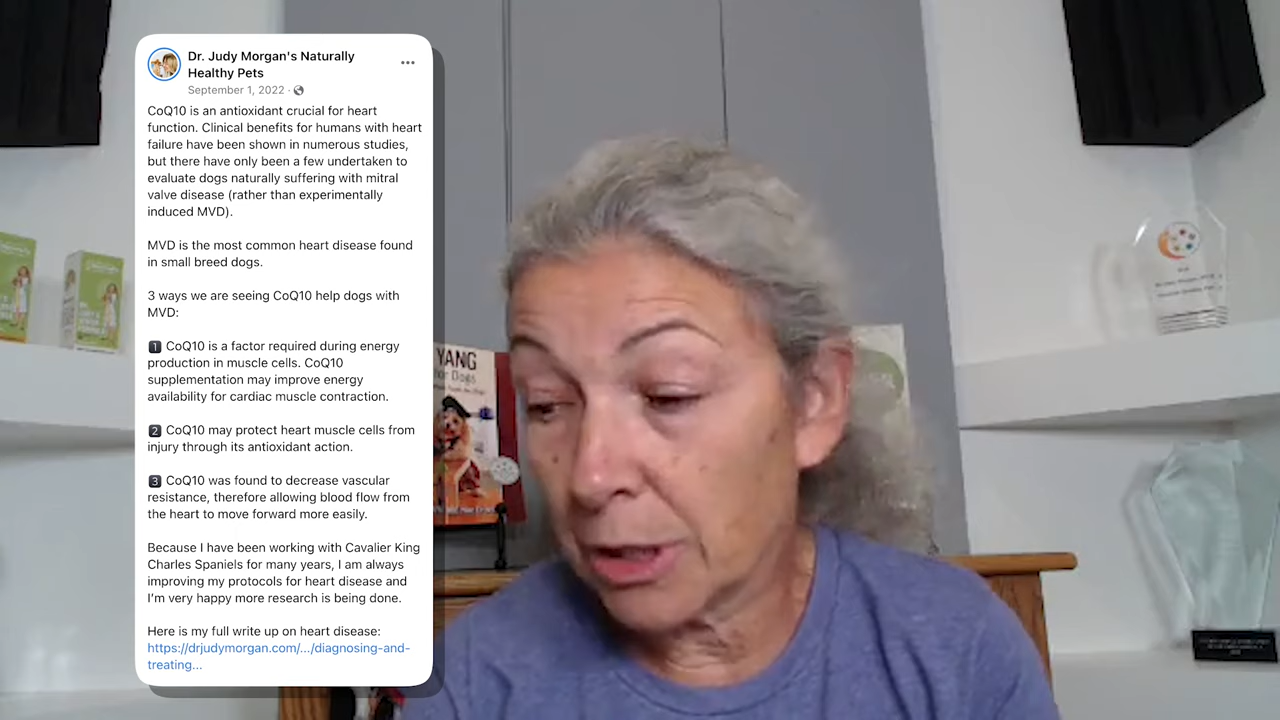 Dr. Judy Morgan's Naturally
Healthy Pets
September 1, 2022 ·
CoQ10 is an antioxidant crucial for heart
function. Clinical benefits for humans with heart
failure have been shown in numerous studies,
but there have only been a few undertaken to
evaluate dogs naturally suffering with mitral
valve disease (rather than experimentally
induced MVD).
MVD is the most common heart disease found
in small breed dogs.
3 ways we are seeing CoQ10 help dogs with
MVD:
1 CoQ10 is a factor required during energy
production in muscle cells. CoQ10
supplementation may improve energy
availability for cardiac muscle contraction.
2 CoQ10 may protect heart muscle cells from
injury through its antioxidant action.
3 CoQ10 was found to decrease vascular
resistance, therefore allowing blood flow from
the heart to move forward more easily.
Because I have been working with Cavalier King
Charles Spaniels for many years, I am always
improving my protocols for heart disease and
I'm very happy more research is being done.
Here is my full write up on heart disease:
https://drjudymorgan.com/.../diagnosing-and-
treating...
YANG
for Dogs